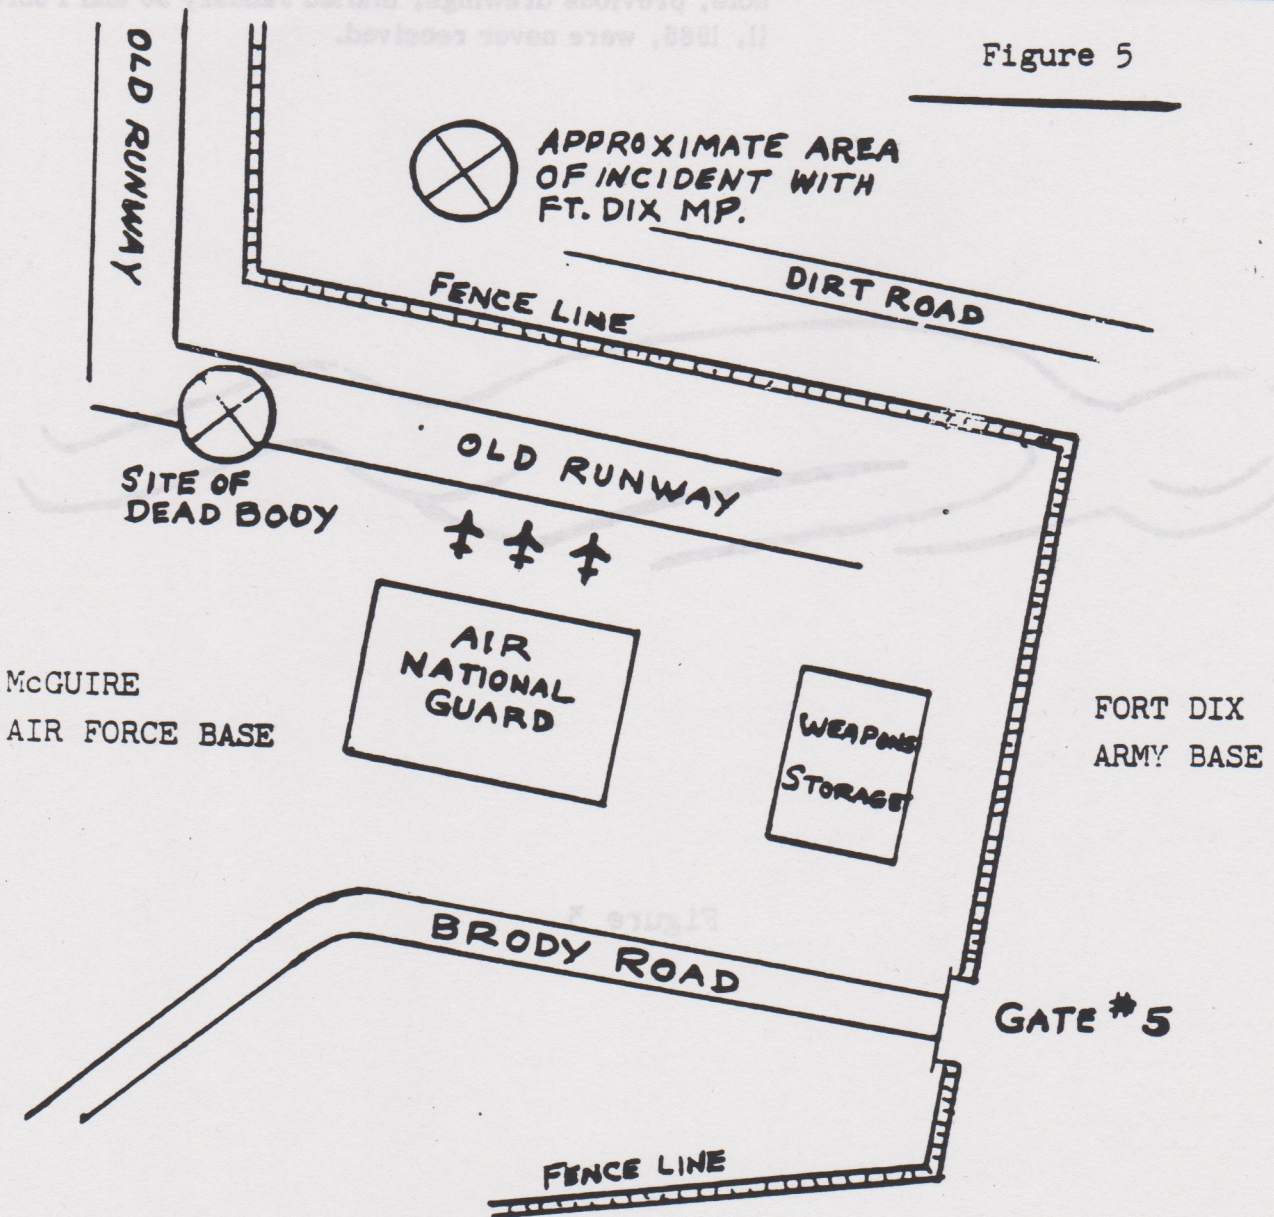 Figure 5
OLD RUNWAY
APPROXIMATE AREA
OF INCIDENT WITH
FT. DIX MP.
DIRT ROAD
FENCE LINE
OLD RUNWAY
SITE OF
DEAD BODY
AIR
NATIONAL
GUARD
WEAPONS
STORAGE
McGUIRE
AIR FORCE BASE
FORT DIX
ARMY BASE
BRODY ROAD
GATE #5
FENCE LINE